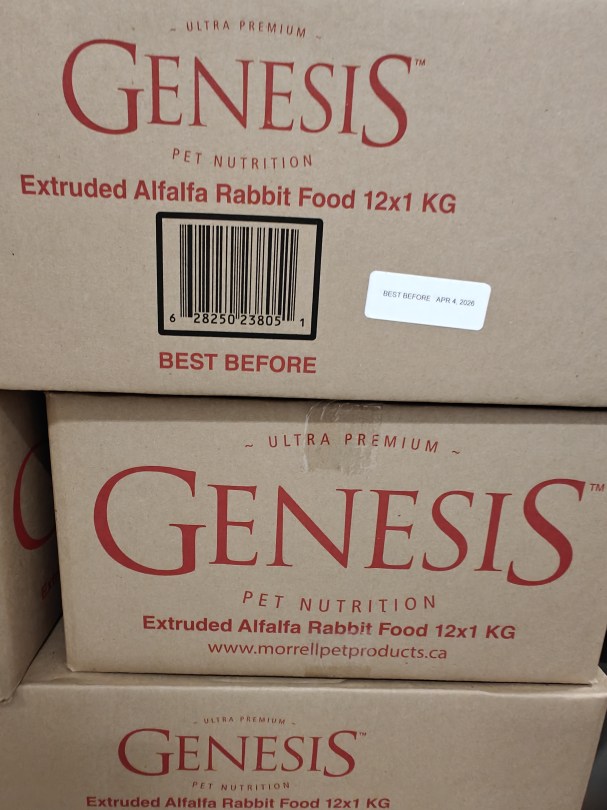 ~ ULTRA PREMIUM ~
GENESIS™
PET NUTRITION
Extruded Alfalfa Rabbit Food 12x1 KG
6 28250 23805 1
BEST BEFORE APR 4, 2026
BEST BEFORE
~ ULTRA PREMIUM ~
GENESIS™
PET NUTRITION
Extruded Alfalfa Rabbit Food 12x1 KG
www.morrellpetproducts.ca
~ ULTRA PREMIUM ~
GENESIS™
PET NUTRITION
Extruded Alfalfa Rabbit Food 12x1 KG